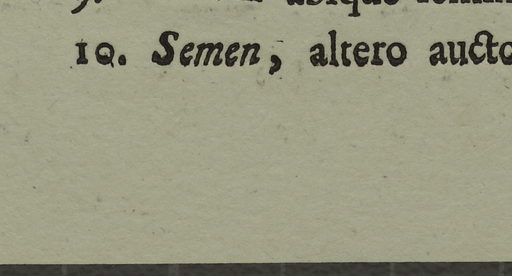 10. Semen, altero aucto